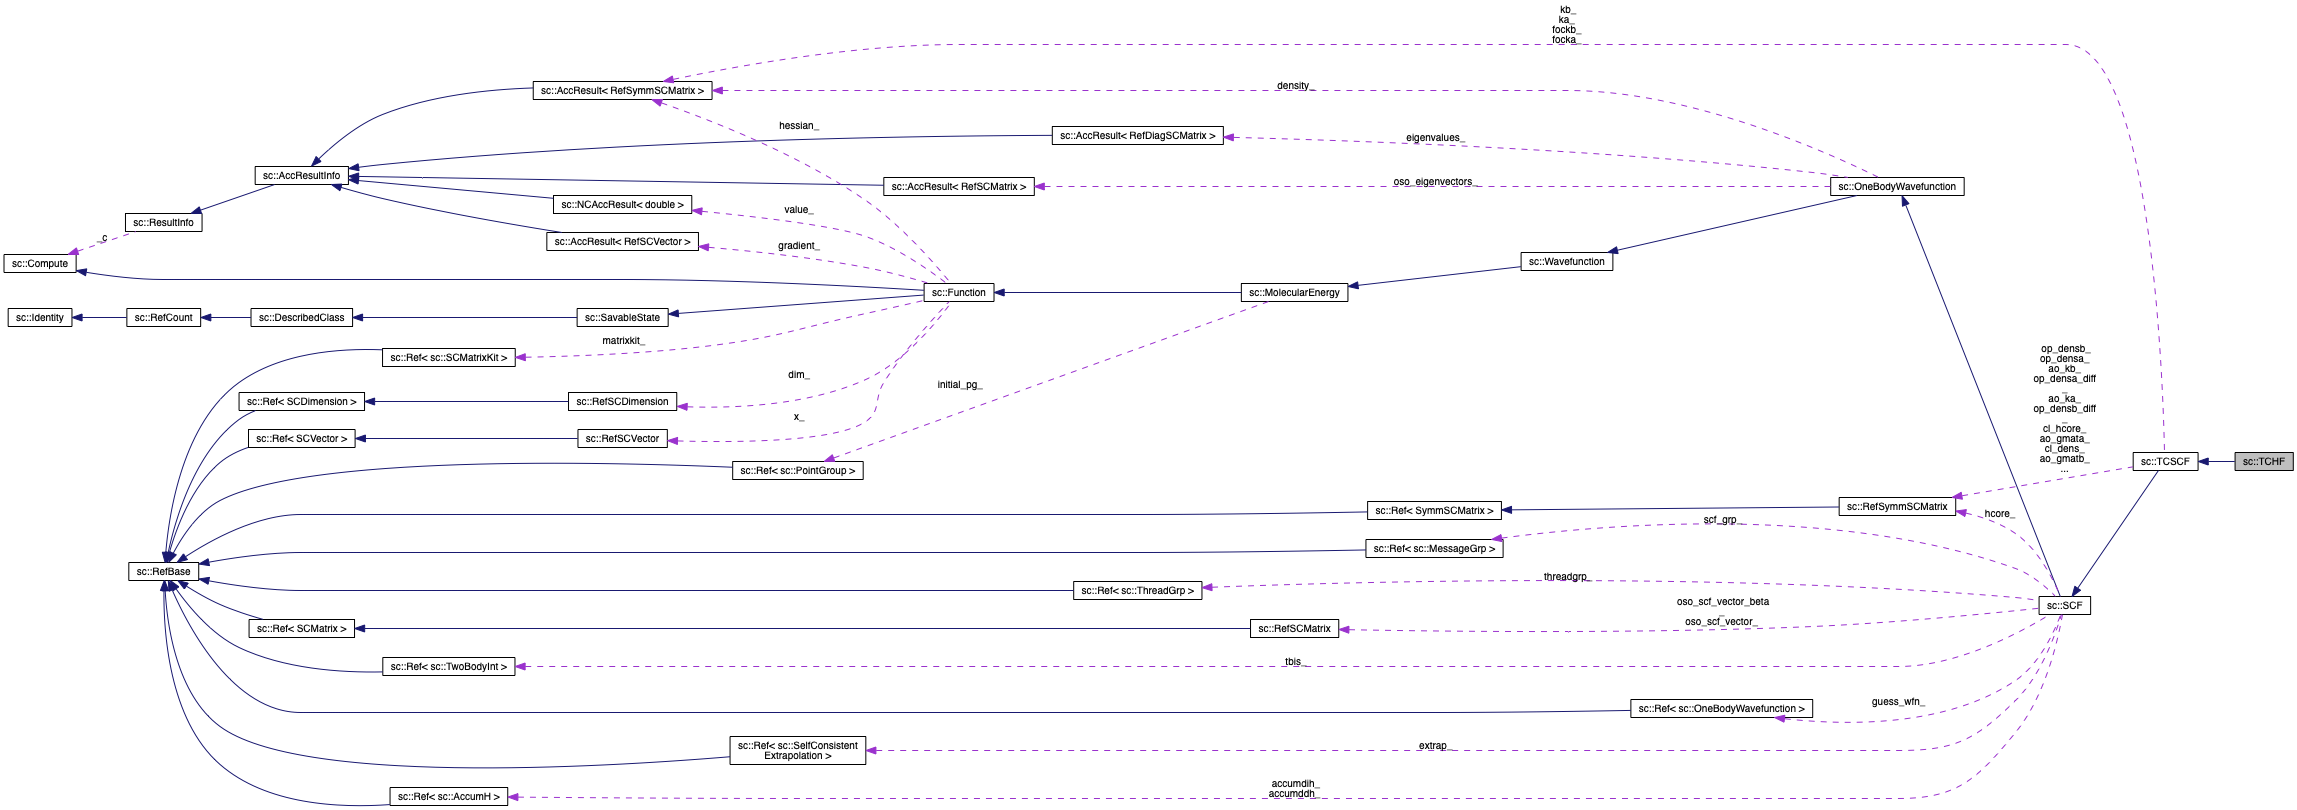 kb_
ka_
fockb_
focka_
sc::AccResult< RefSymmSCMatrix >
density_
hessian_
sc::AccResult< RefDiagSCMatrix >
eigenvalues_
sc::AccResultInfo
sc::AccResult< RefSCMatrix >
oso_eigenvectors_
sc::OneBodyWavefunction
sc::NCAccResult< double >
value_
sc::ResultInfo
_c
sc::AccResult< RefSCVector >
gradient_
sc::Compute
sc::Wavefunction
sc::Function
sc::MolecularEnergy
sc::Identity
sc::RefCount
sc::DescribedClass
sc::SavableState
matrixkit_
sc::Ref< sc::SCMatrixKit >
dim_
initial_pg_
op_densb_
op_densa_
ao_kb_
op_densa_diff
_
ao_ka_
op_densb_diff
_
cl_hcore_
ao_gmata_
cl_dens_
ao_gmatb_
...
sc::Ref< SCDimension >
sc::RefSCDimension
x_
sc::Ref< SCVector >
sc::RefSCVector
sc::TCSCF
sc::TCHF
sc::Ref< sc::PointGroup >
sc::Ref< SymmSCMatrix >
sc::RefSymmSCMatrix
hcore_
scf_grp_
sc::Ref< sc::MessageGrp >
sc::RefBase
threadgrp_
sc::Ref< sc::ThreadGrp >
oso_scf_vector_beta
_
oso_scf_vector_
sc::SCF
sc::Ref< SCMatrix >
sc::RefSCMatrix
sc::Ref< sc::TwoBodyInt >
tbis_
guess_wfn_
sc::Ref< sc::OneBodyWavefunction >
sc::Ref< sc::SelfConsistent
Extrapolation >
extrap_
accumdih_
accumddh_
sc::Ref< sc::AccumH >